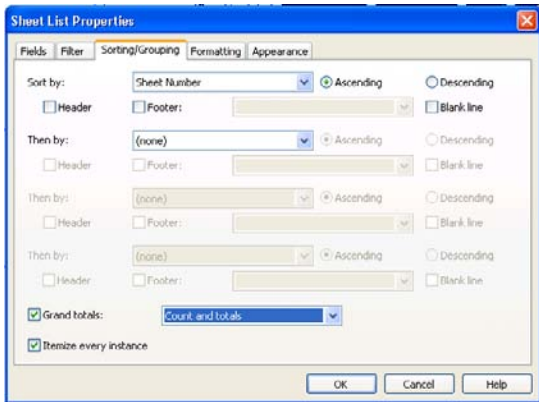 Sheet List Properties
Fields Filter Sorting/Grouping Formatting Appearance
Sort by: Sheet Number Ascending Descending
Header Footer: Blank line
Then by: (none) Ascending Descending
Header Footer: Blank line
Then by: (none) Ascending Descending
Header Footer: Blank line
Then by: (none) Ascending Descending
Header Footer: Blank line
Grand totals: Count and totals
Itemize every instance
OK Cancel Help